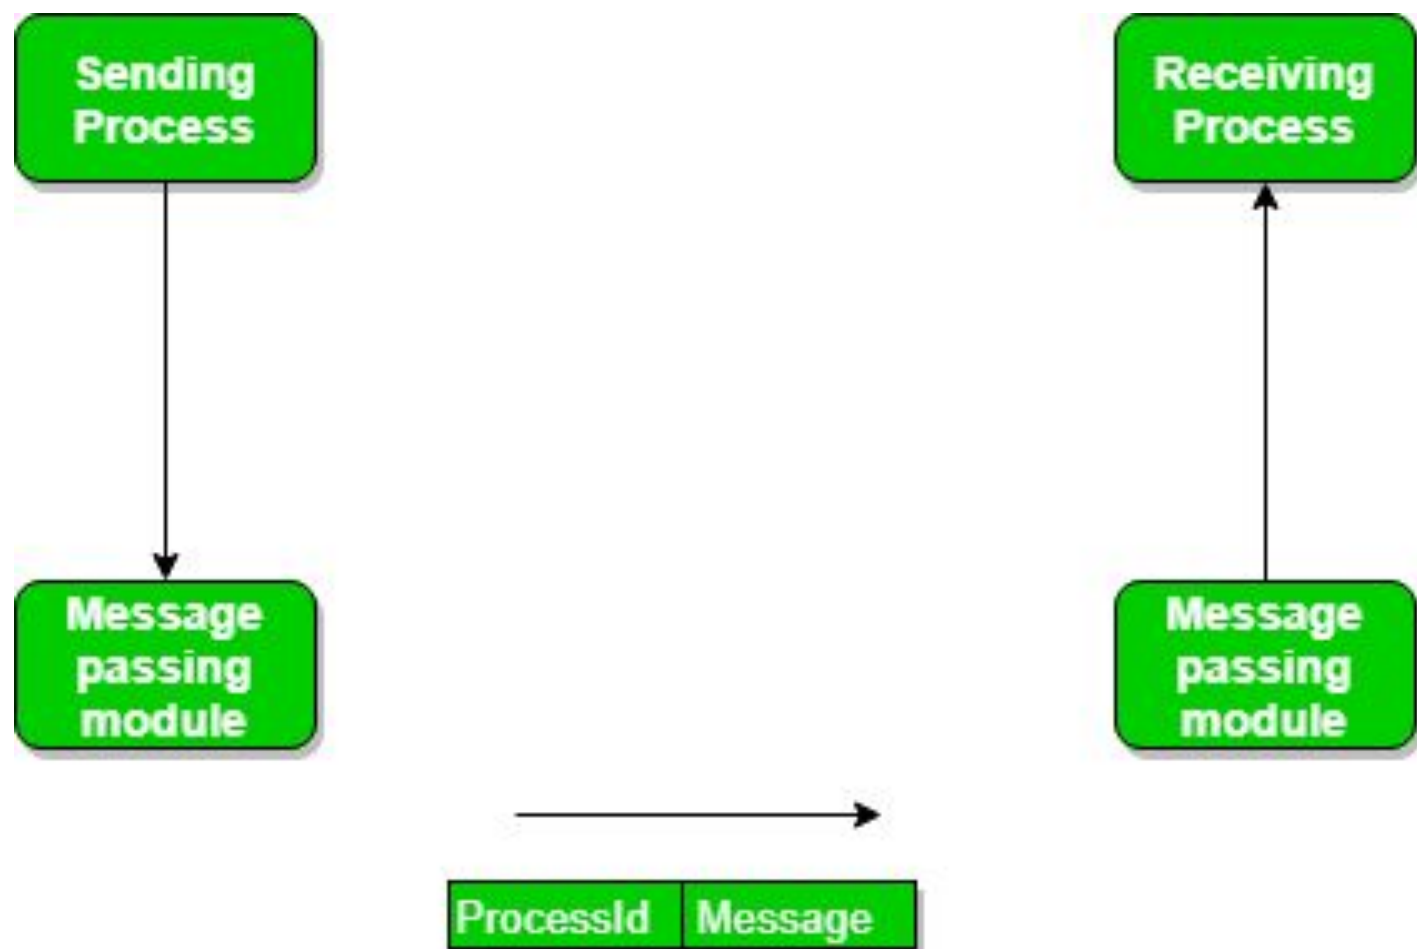 Sending
Process
Receiving
Process
Message
passing
module
Message
passing
module
ProcessId
Message